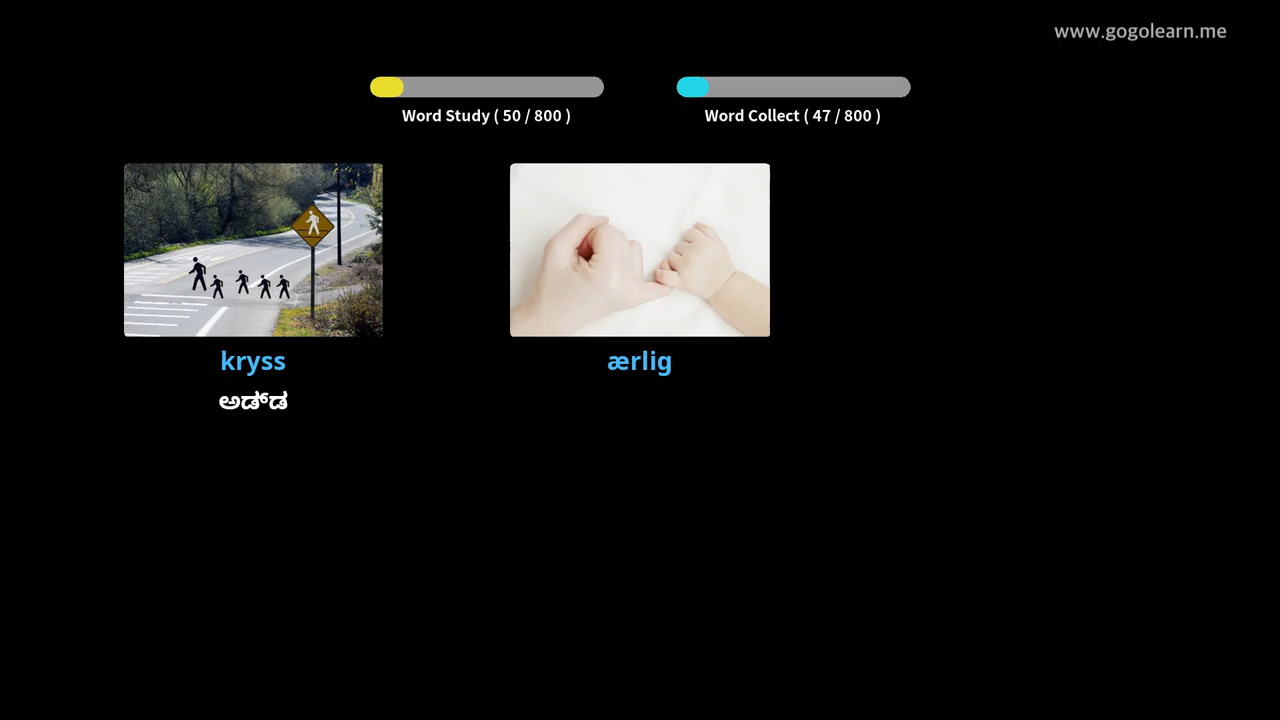 www.gogolearn.me
Word Study ( 50 / 800 )
Word Collect ( 47 / 800 )
kryss
ærlig
ಅಡ್‌ಡ